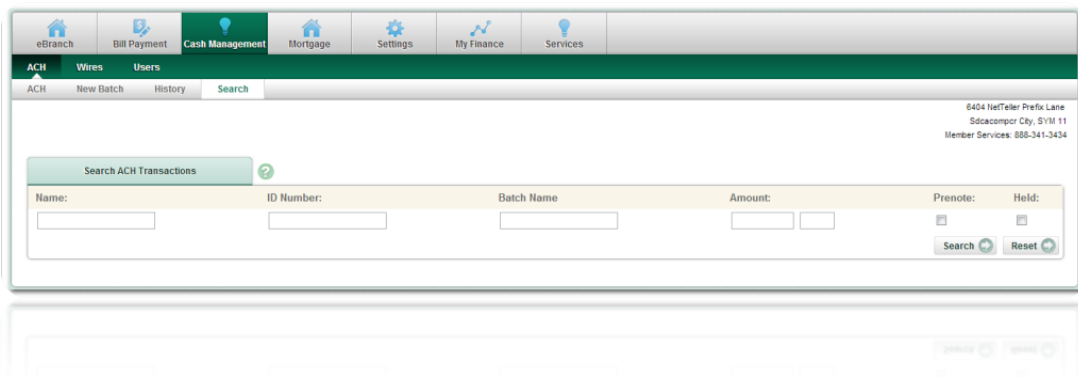 eBranch Bill Payment Cash Management Mortgage Settings My Finance Services
ACH Wires Users
ACH New Batch History Search
6404 NetTeller Prefix Lane
Sdcacompcr City, SYM 11
Member Services: 888-341-3434
Search ACH Transactions ?
Name: ID Number: Batch Name Amount: Prenote: Held:
Search Reset